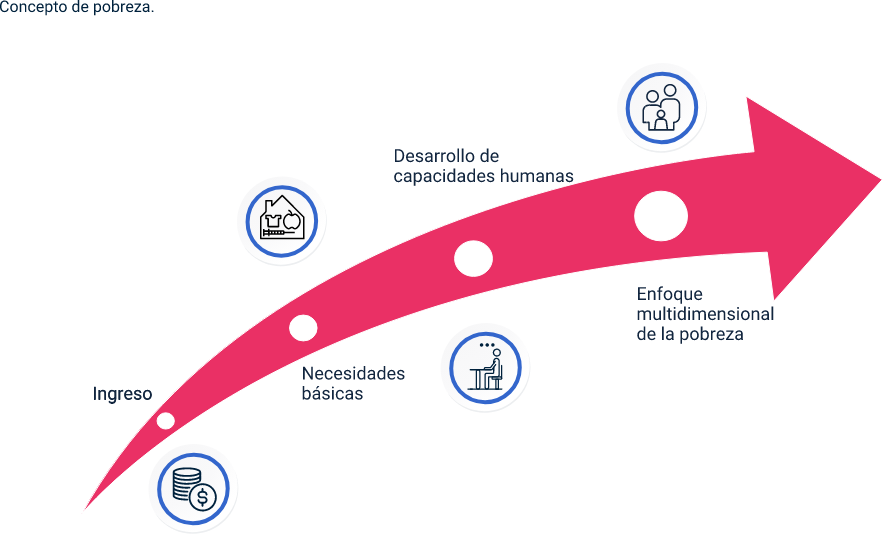 Concepto de pobreza.
Desarrollo de
capacidades humanas
Enfoque
multidimensional
de la pobreza
Necesidades
básicas
Ingreso
$